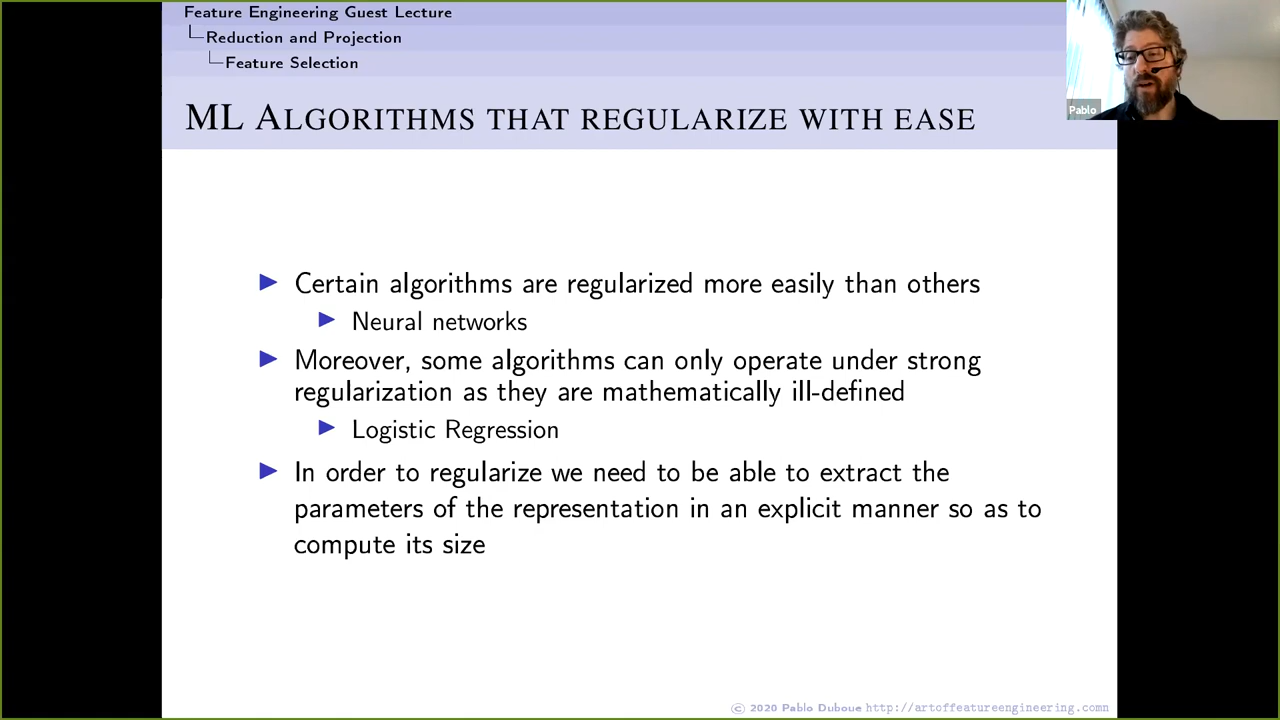 Feature Engineering Guest Lecture
Reduction and Projection
Feature Selection
ML Algorithms that regularize with ease
Pablo
Certain algorithms are regularized more easily than others
Neural networks
Moreover, some algorithms can only operate under strong
regularization as they are mathematically ill-defined
Logistic Regression
In order to regularize we need to be able to extract the
parameters of the representation in an explicit manner so as to
compute its size
© 2020 Pablo Duboue http://artoffeatureengineering.comn